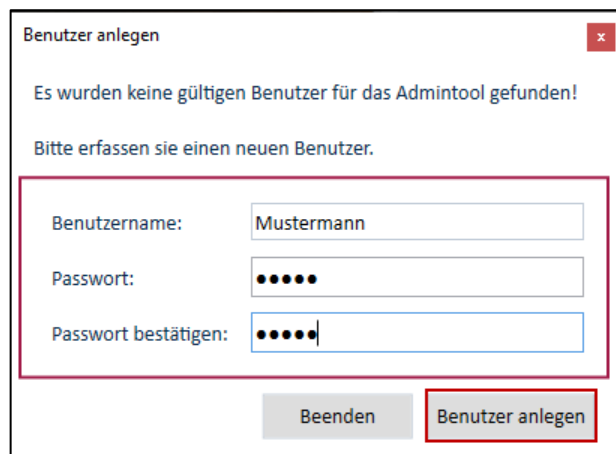 Benutzer anlegen
x
Es wurden keine gültigen Benutzer für das Admintool gefunden!
Bitte erfassen sie einen neuen Benutzer.
Benutzername: Mustermann
Passwort: ●●●●●
Passwort bestätigen: ●●●●●
Beenden Benutzer anlegen